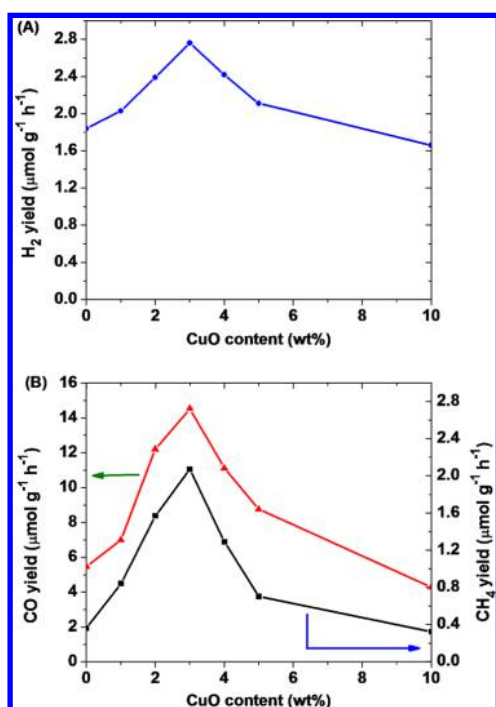 (A)
H₂ yield (μmol g⁻¹ h⁻¹)
2.8
2.4
2.0
1.6
1.2
0.8
0.4
0.0
0 2 4 6 8 10
CuO content (wt%)
(B)
CO yield (μmol g⁻¹ h⁻¹)
16
14
12
10
8
6
4
2
0
2.8
2.4
2.0
1.6
1.2
0.8
0.4
0.0
CH₄ yield (μmol g⁻¹ h⁻¹)
0 2 4 6 8 10
CuO content (wt%)